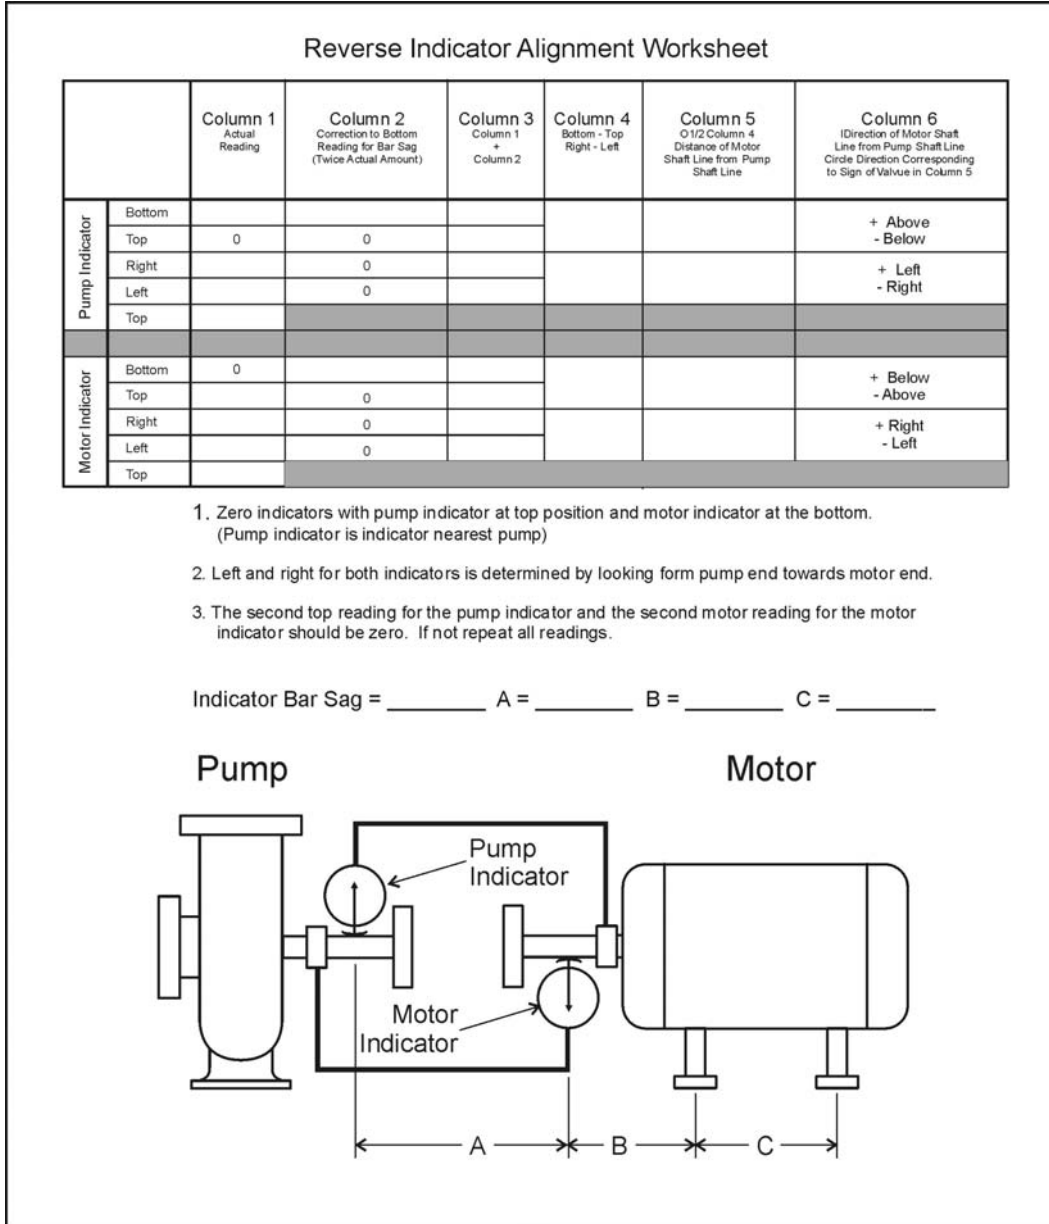 Reverse Indicator Alignment Worksheet
Column 1
Actual
Reading
Column 2
Correction to Bottom
Reading for Bar Sag
(Twice Actual Amount)
Column 3
Column 1
+
Column 2
Column 4
Bottom - Top
Right - Left
Column 5
O1/2 Column 4
Distance of Motor
Shaft Line from Pump
Shaft Line
Column 6
IDirection of Motor Shaft
Line from Pump Shaft Line
Circle Direction Corresponding
to Sign of Valvue in Column 5
Pump Indicator
Bottom
+ Above
Top 0 0
- Below
Right 0
+ Left
Left 0
- Right
Top
Motor Indicator
Bottom 0
+ Below
Top 0
- Above
Right 0
+ Right
Left 0
- Left
Top
1. Zero indicators with pump indicator at top position and motor indicator at the bottom.
(Pump indicator is indicator nearest pump)
2. Left and right for both indicators is determined by looking form pump end towards motor end.
3. The second top reading for the pump indicator and the second motor reading for the motor
indicator should be zero. If not repeat all readings.
Indicator Bar Sag = ________ A = ________ B = ________ C = ________
Pump Motor
Pump
Indicator
Motor
Indicator
A B C